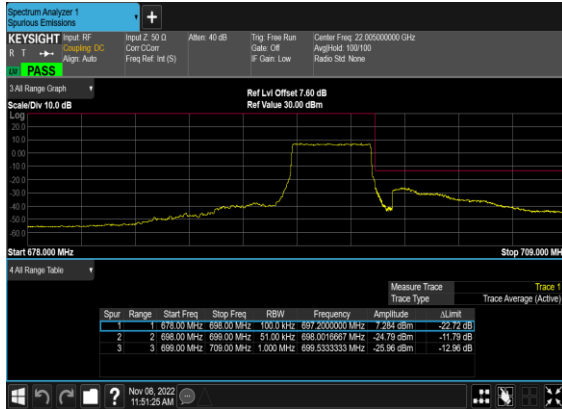 Spectrum Analyzer 1
Spurious Emissions
+
KEYSIGHT Input: RF Input Z: 50 Ω Atten: 40 dB Trig: Free Run Center Freq: 22.005000000 GHz
R T Coupling: DC Corr CCorr Gate: Off Avg|Hold: 100/100
Align: Auto Freq Ref: Int (S) IF Gain: Low Radio Std: None
PASS
3 All Range Graph Ref Lvl Offset 7.60 dB
Scale/Div 10.0 dB Ref Value 30.00 dBm
Log
20.0
10.0
0.00
-10.0
-20.0
-30.0
-40.0
-50.0
-60.0
Start 678.000 MHz Stop 709.000 MH
4 All Range Table
Measure Trace Trace 1
Trace Type Trace Average (Active)
Spur Range Start Freq Stop Freq RBW Frequency Amplitude ΔLimit
1 1 678.00 MHz 698.00 MHz 100.0 kHz 697.2000000 MHz 7.284 dBm -22.72 dB
2 2 698.00 MHz 699.00 MHz 51.00 kHz 698.0016667 MHz -24.79 dBm -11.79 dB
3 3 699.00 MHz 709.00 MHz 1.000 MHz 699.5333333 MHz -25.96 dBm -12.96 dB
? Nov 08, 2022
11:51:25 AM